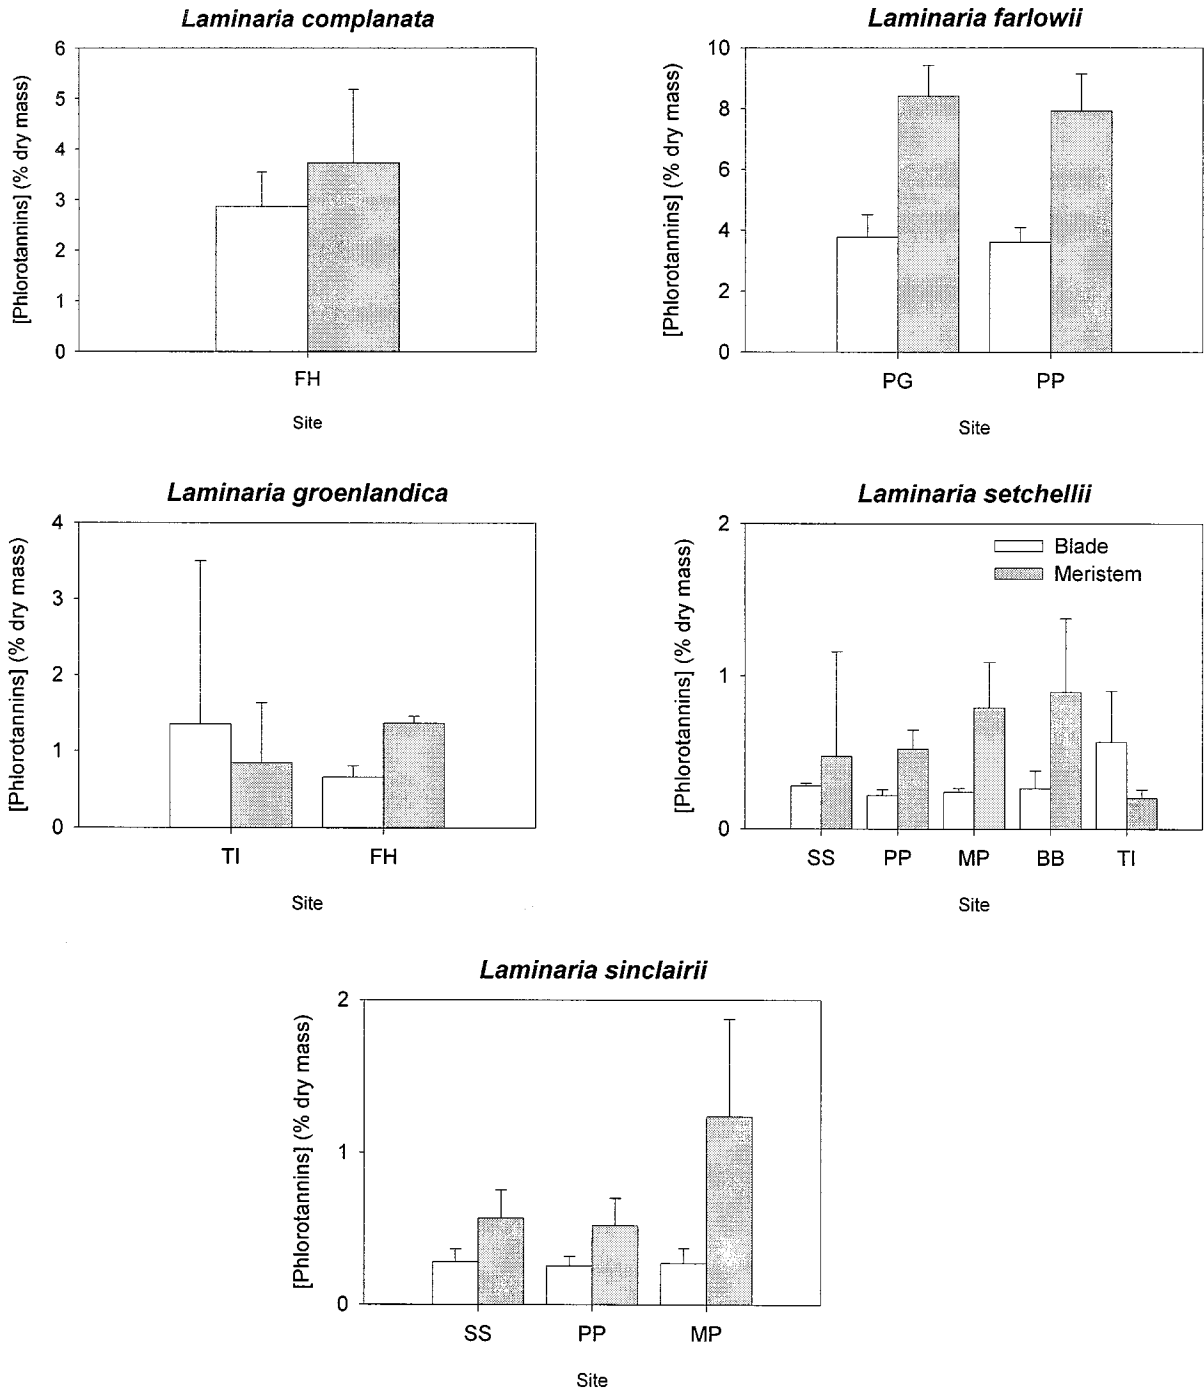 Laminaria complanata
[Phlorotannins] (% dry mass)
6
5
4
3
2
1
0
FH
Site
Laminaria farlowii
[Phlorotannins] (% dry mass)
10
8
6
4
2
0
PG PP
Site
Laminaria groenlandica
[Phlorotannins] (% dry mass)
4
3
2
1
0
TI FH
Site
Laminaria setchellii
[Phlorotannins] (% dry mass)
2
1
0
Blade
Meristem
SS PP MP BB TI
Site
Laminaria sinclairii
[Phlorotannins] (% dry mass)
2
1
0
SS PP MP
Site